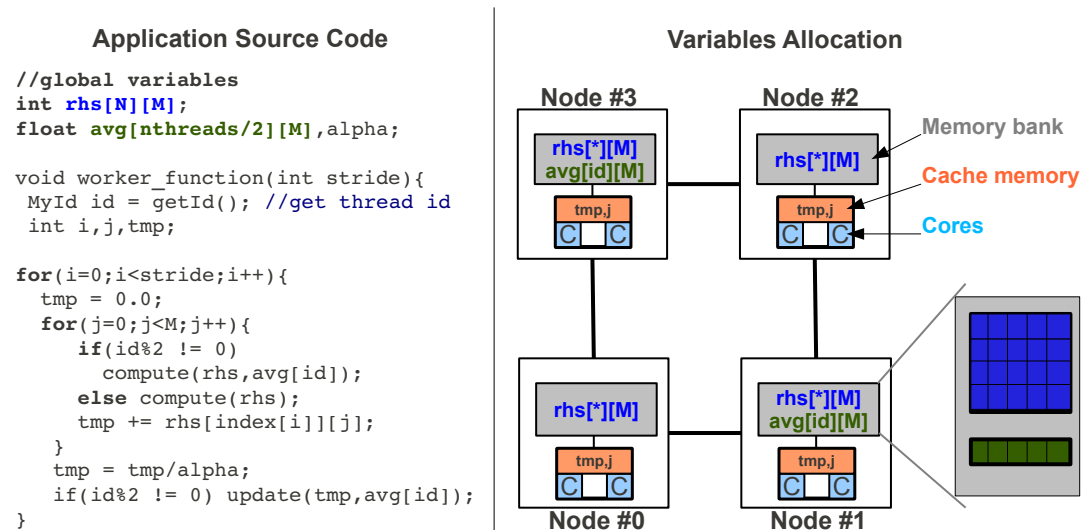 Application Source Code
//global variables
int rhs[N][M];
float avg[nthreads/2][M],alpha;
void worker_function(int stride){
MyId id = getId(); //get thread id
int i,j,tmp;
for(i=0;i<stride;i++){
tmp = 0.0;
for(j=0;j<M;j++){
if(id%2 != 0)
compute(rhs,avg[id]);
else compute(rhs);
tmp += rhs[index[i]][j];
}
tmp = tmp/alpha;
if(id%2 != 0) update(tmp,avg[id]);
}
Variables Allocation
Node #3
rhs[*][M]
avg[id][M]
tmp,j
C C
Node #2
rhs[*][M]
tmp,j
C C
Memory bank
Cache memory
Cores
rhs[*][M]
tmp,j
C C
Node #0
rhs[*][M]
avg[id][M]
tmp,j
C C
Node #1